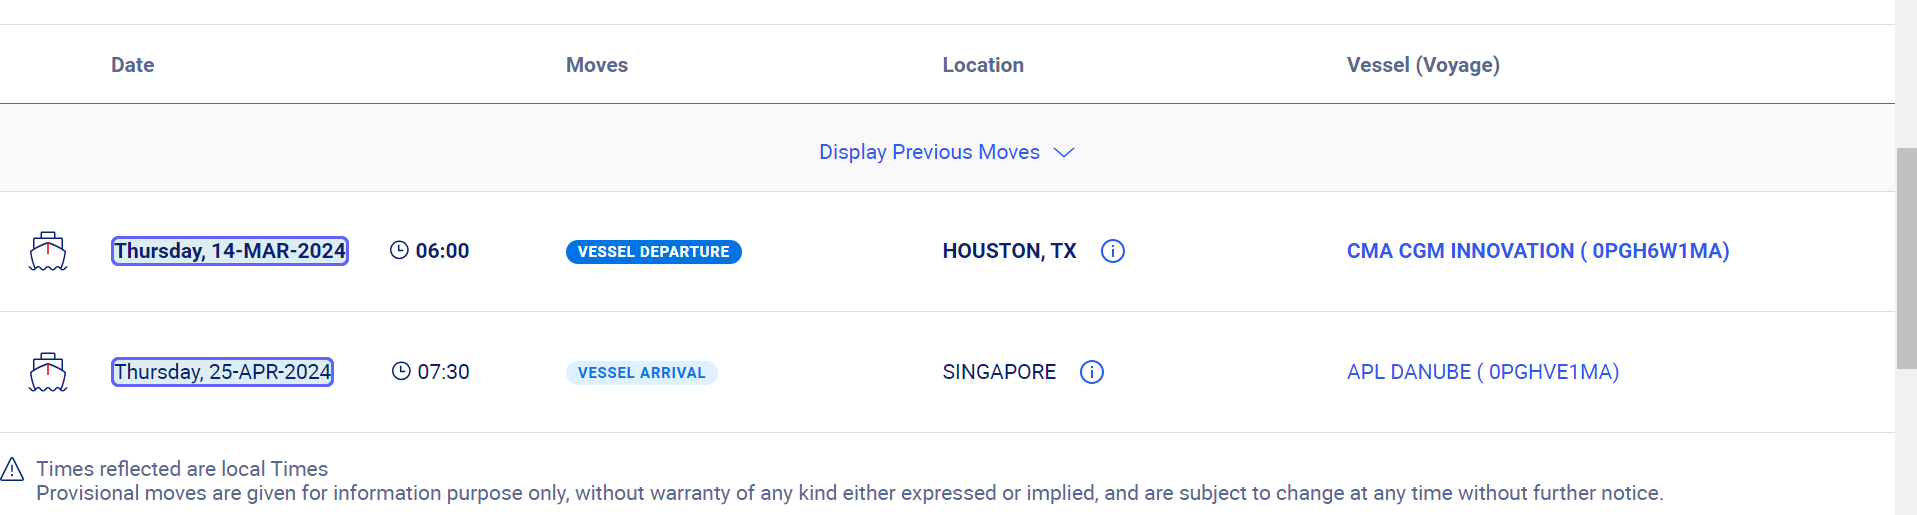 Date Moves Location Vessel (Voyage)
Display Previous Moves
Thursday, 14-MAR-2024 06:00 VESSEL DEPARTURE HOUSTON, TX CMA CGM INNOVATION ( 0PGH6W1MA)
Thursday, 25-APR-2024 07:30 VESSEL ARRIVAL SINGAPORE APL DANUBE ( 0PGHVE1MA)
Times reflected are local Times
Provisional moves are given for information purpose only, without warranty of any kind either expressed or implied, and are subject to change at any time without further notice.